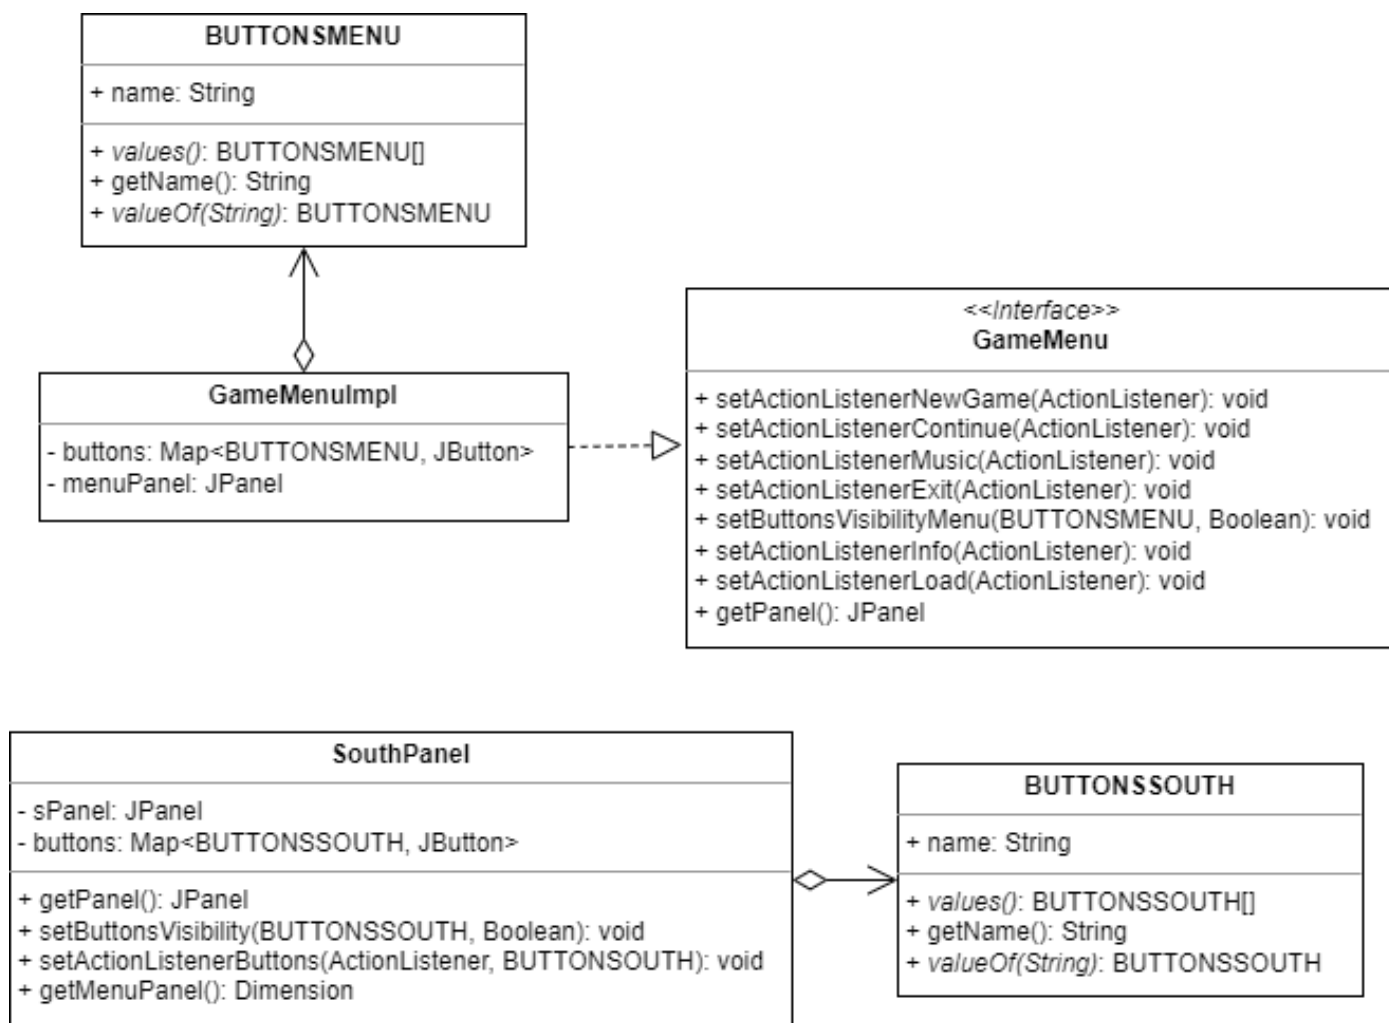 BUTTONSMENU
+ name: String
+ values(): BUTTONSMENU[]
+ getName(): String
+ valueOf(String): BUTTONSMENU
GameMenuImpl
- buttons: Map<BUTTONSMENU, JButton>
- menuPanel: JPanel
<<Interface>>
GameMenu
+ setActionListenerNewGame(ActionListener): void
+ setActionListenerContinue(ActionListener): void
+ setActionListenerMusic(ActionListener): void
+ setActionListenerExit(ActionListener): void
+ setButtonsVisibilityMenu(BUTTONSMENU, Boolean): void
+ setActionListenerInfo(ActionListener): void
+ setActionListenerLoad(ActionListener): void
+ getPanel(): JPanel
SouthPanel
- sPanel: JPanel
- buttons: Map<BUTTONSSOUTH, JButton>
+ getPanel(): JPanel
+ setButtonsVisibility(BUTTONSSOUTH, Boolean): void
+ setActionListenerButtons(ActionListener, BUTTONSOUTH): void
+ getMenuPanel(): Dimension
BUTTONSSOUTH
+ name: String
+ values(): BUTTONSSOUTH[]
+ getName(): String
+ valueOf(String): BUTTONSSOUTH